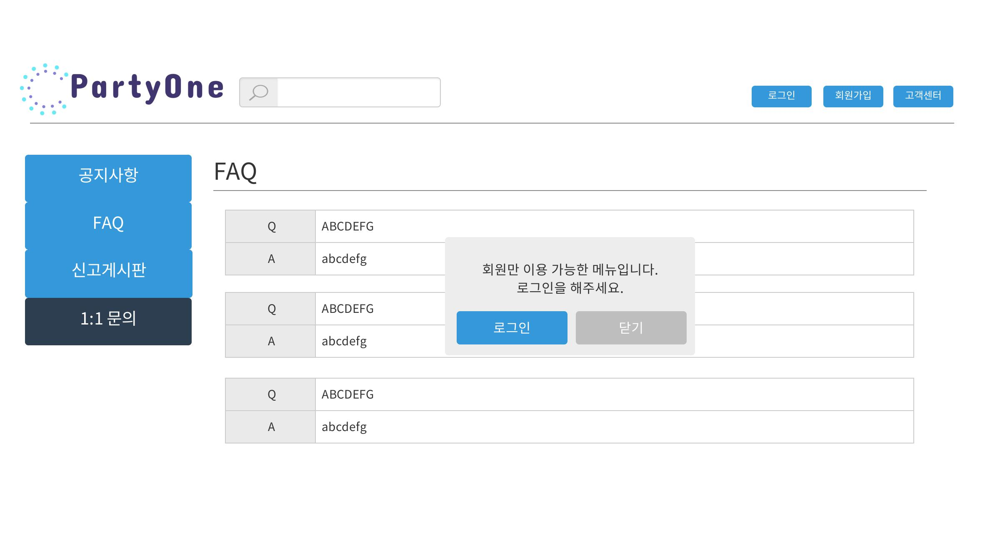 PartyOne
로그인
회원가입
고객센터
공지사항
FAQ
신고게시판
1:1 문의
FAQ
Q ABCDEFG
A abcdefg
Q ABCDEFG
A abcdefg
Q ABCDEFG
A abcdefg
회원만 이용 가능한 메뉴입니다.
로그인을 해주세요.
로그인
닫기